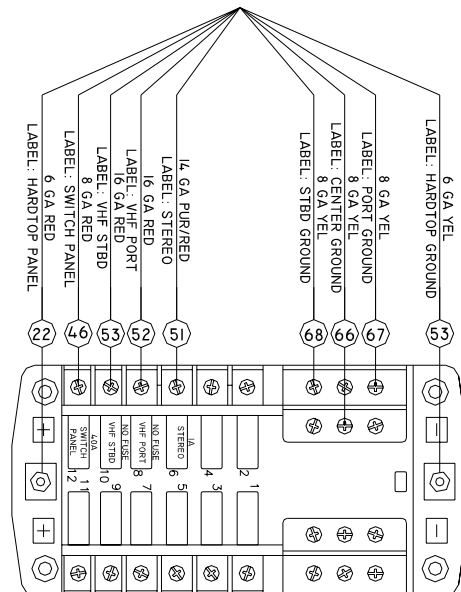 6 GA RED
LABEL: HARDTOP PANEL
8 GA RED
LABEL: SWITCH PANEL
16 GA RED
LABEL: VHF STBD
16 GA RED
LABEL: VHF PORT
14 GA PUR/RED
LABEL: STEREO
8 GA YEL
LABEL: STBD GROUND
8 GA YEL
LABEL: CENTER GROUND
8 GA YEL
LABEL: PORT GROUND
6 GA YEL
LABEL: HARDTOP GROUND
22
46
53
52
51
68
66
67
53
+
-
40A
SWITCH
PANEL
NO FUSE
VHF STBD
NO FUSE
VHF PORT
1A
STEREO
12
11
10
9
8
7
6
5
4
3
2
1
+
-